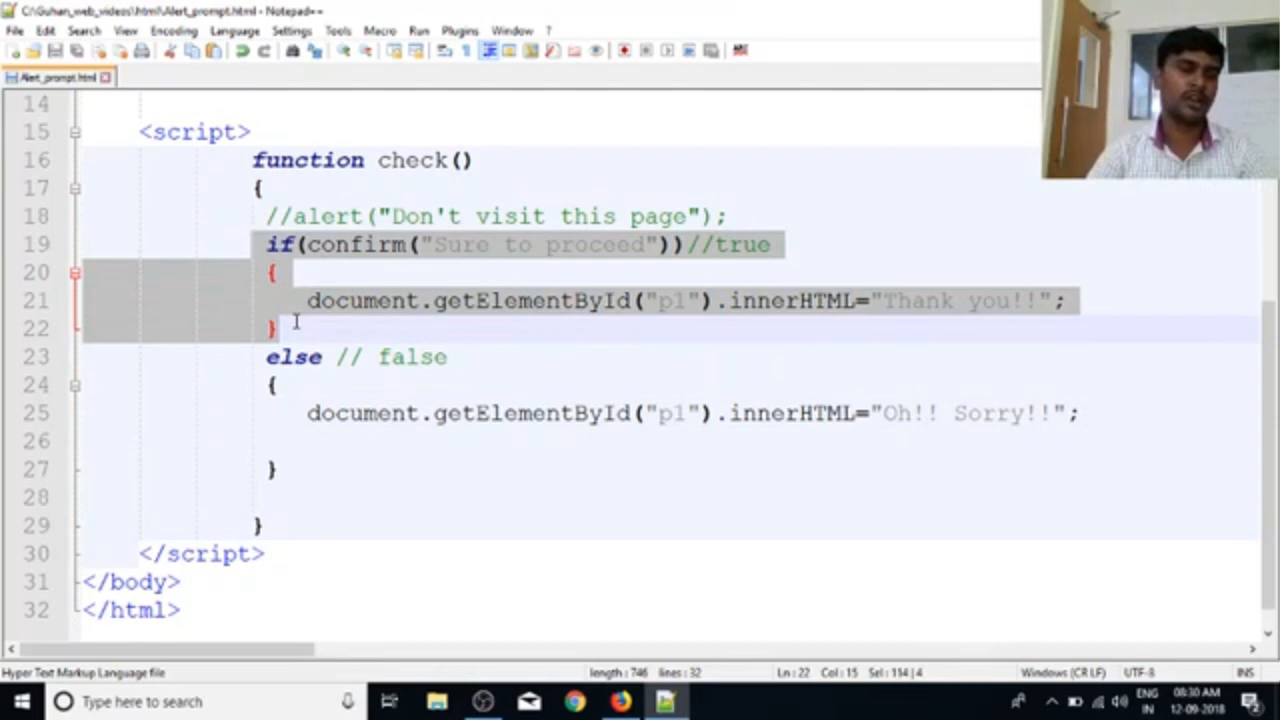 C:\Guhan_web_videos\html\Alert_prompt.html - Notepad++
File Edit Search View Encoding Language Settings Tools Macro Run Plugins Window ?
Alert_prompt.html
14
15 <script>
16 function check()
17 {
18 //alert("Don't visit this page");
19 if(confirm("Sure to proceed"))//true
20 {
21 document.getElementById("p1").innerHTML="Thank you!!";
22 }
23 else // false
24 {
25 document.getElementById("p1").innerHTML="Oh!! Sorry!!";
26
27 }
28
29 }
30 </script>
31 </body>
32 </html>
Hyper Text Markup Language file length : 746 lines : 32 Ln : 22 Col : 15 Sel : 114 | 4 Windows (CR LF) UTF-8 INS
Type here to search
ENG 08:30 AM
IN 12-09-2018